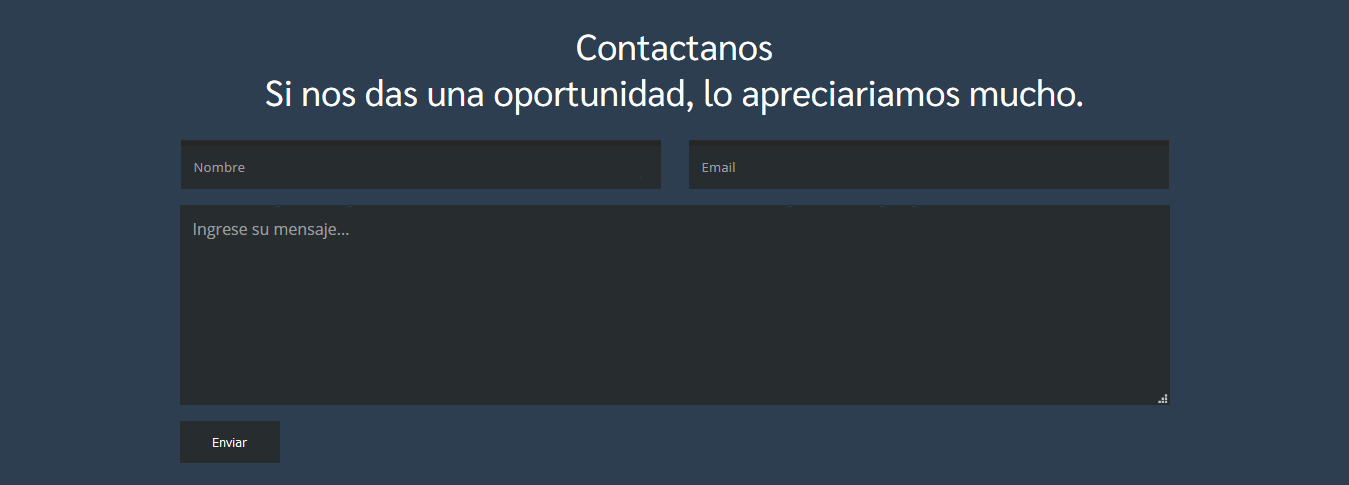 Contactanos
Si nos das una oportunidad, lo apreciariamos mucho.
Nombre
Email
Ingrese su mensaje...
Enviar